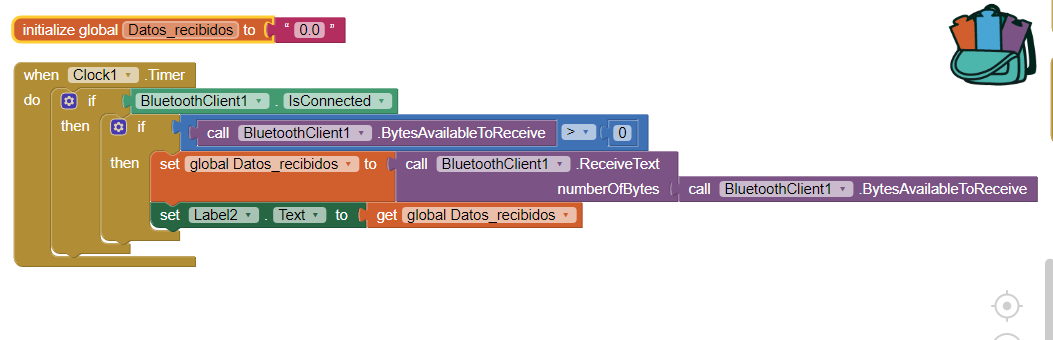 initialize global Datos_recibidos to " 0.0 "
when Clock1 .Timer
do if BluetoothClient1 . IsConnected
then if call BluetoothClient1 .BytesAvailableToReceive > 0
then set global Datos_recibidos to call BluetoothClient1 .ReceiveText
numberOfBytes call BluetoothClient1 .BytesAvailableToReceive
set Label2 . Text to get global Datos_recibidos